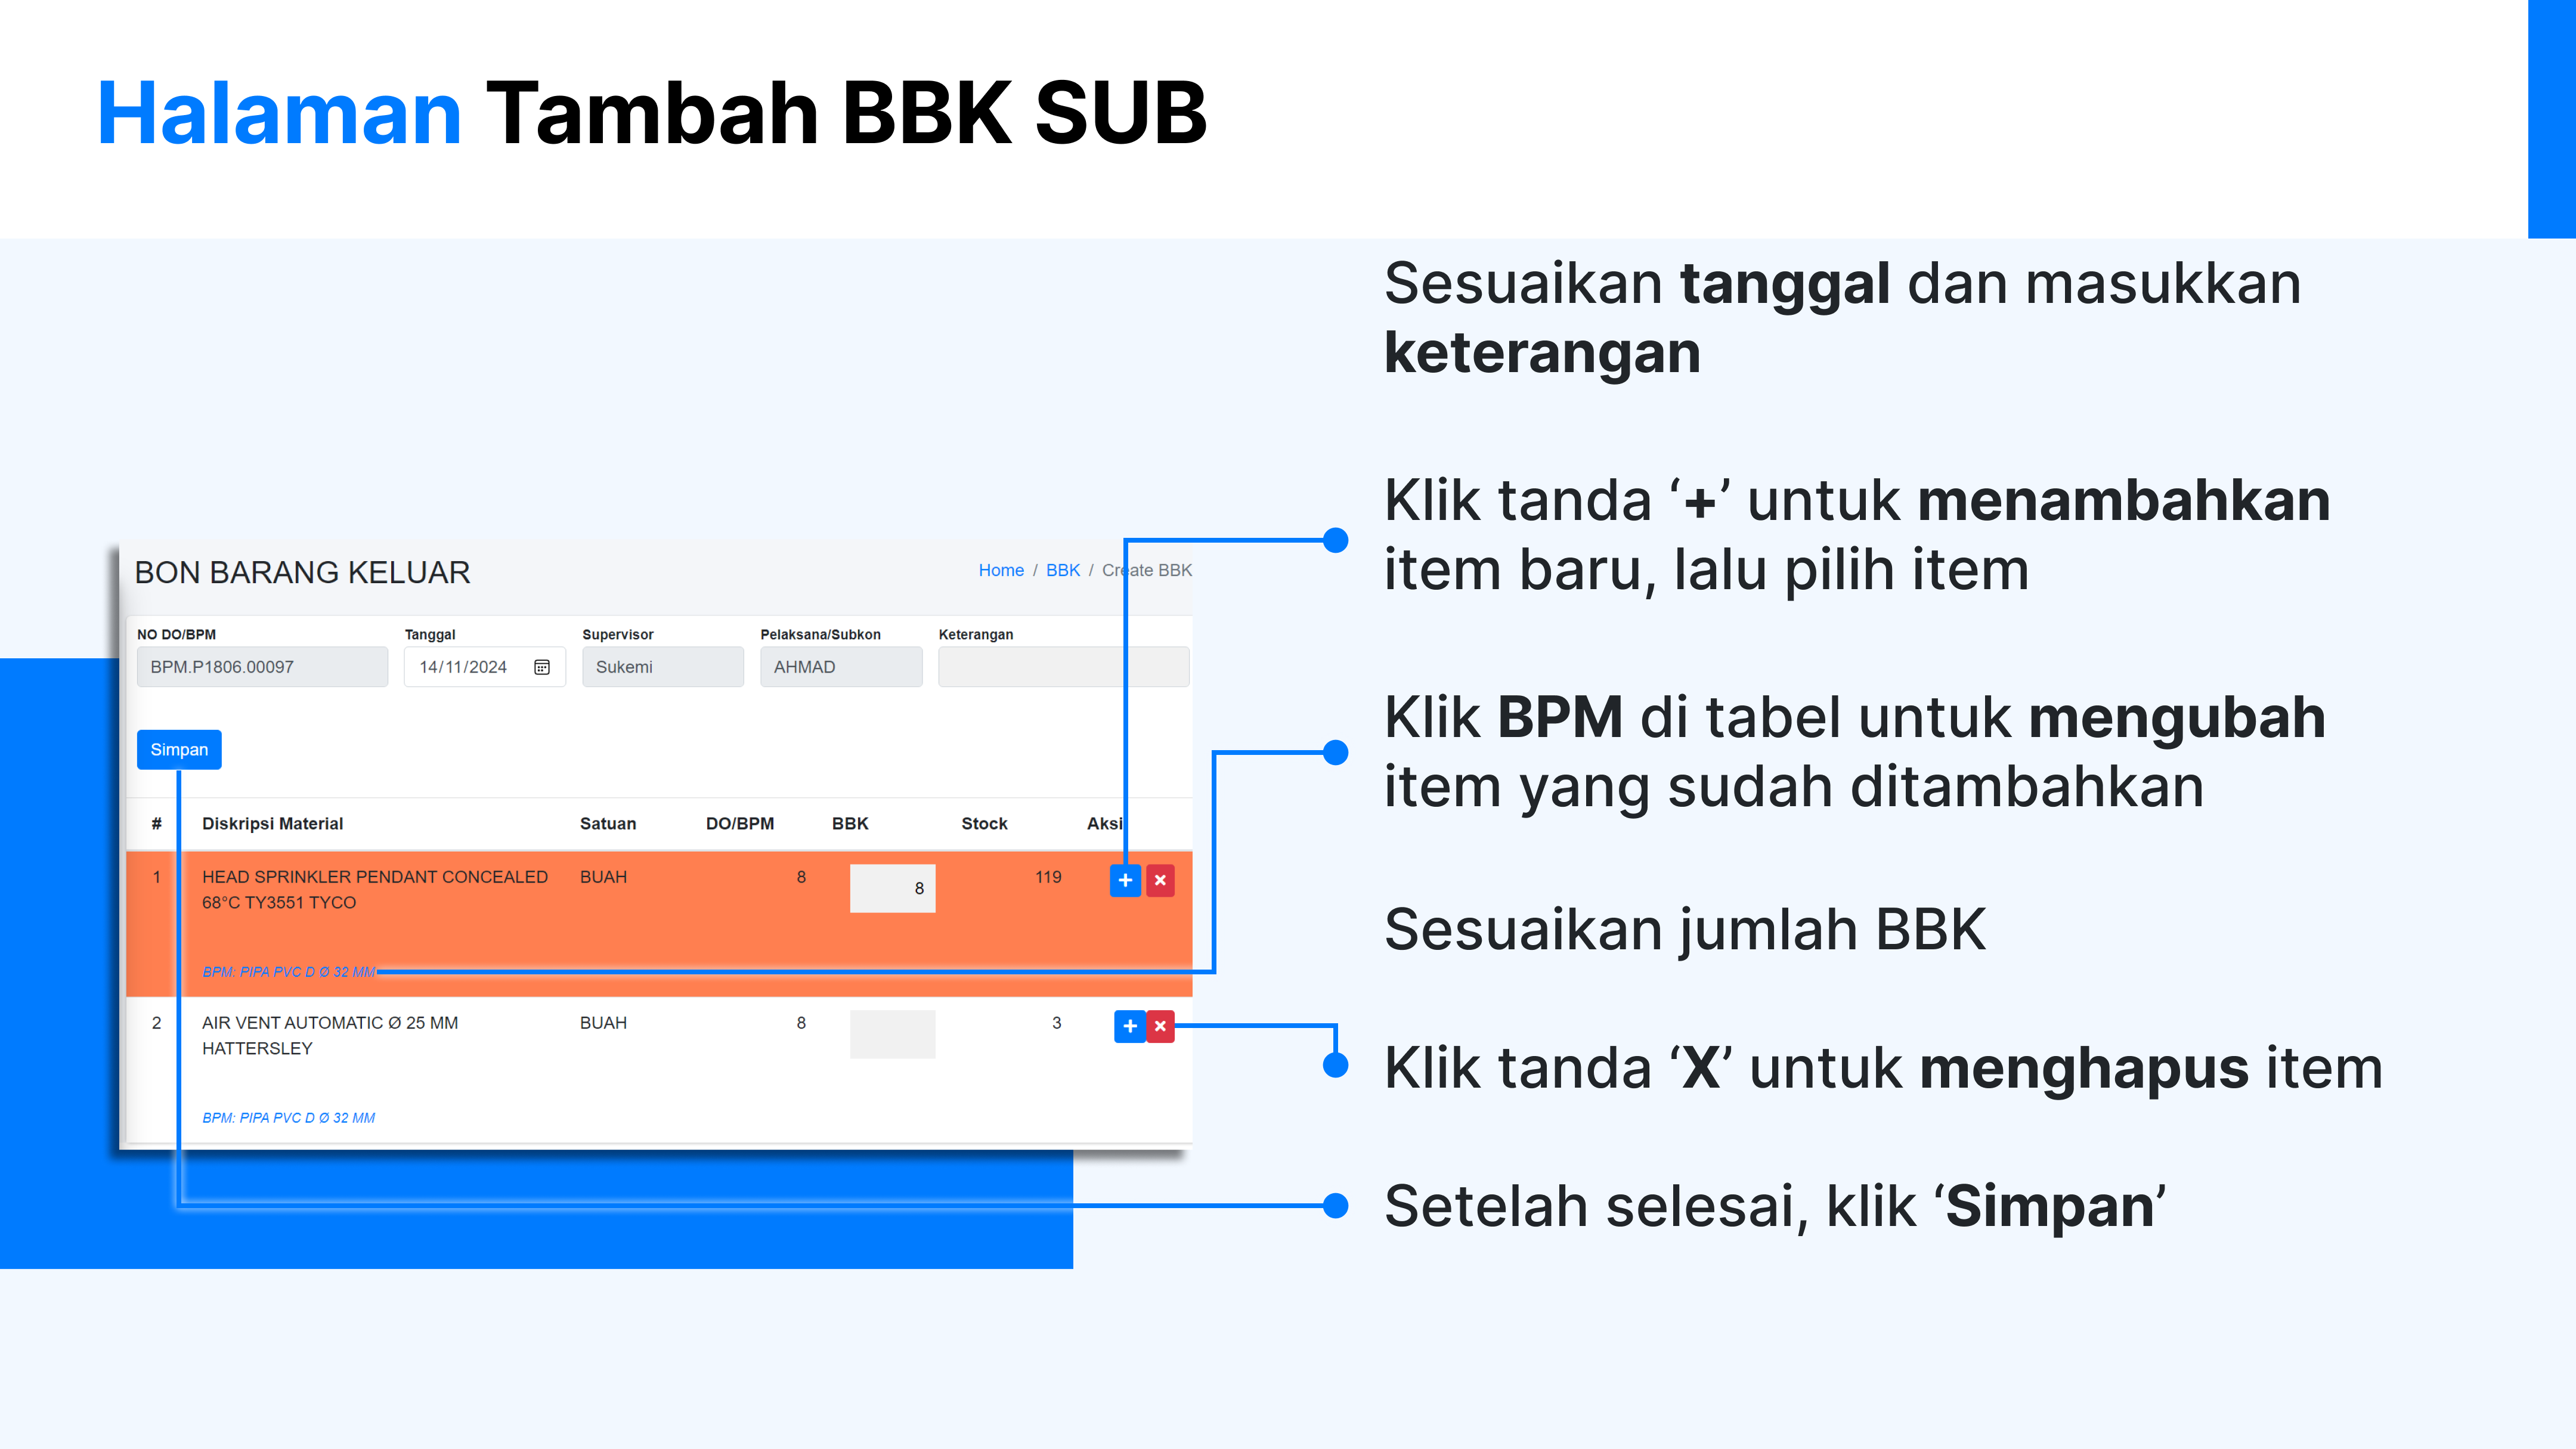 Halaman Tambah BBK SUB
Sesuaikan tanggal dan masukkan
keterangan
Klik tanda ‘+’ untuk menambahkan
item baru, lalu pilih item
Klik BPM di tabel untuk mengubah
item yang sudah ditambahkan
Sesuaikan jumlah BBK
Klik tanda ‘X’ untuk menghapus item
Setelah selesai, klik ‘Simpan’
BON BARANG KELUAR
Home / BBK / Create BBK
NO DO/BPM Tanggal Supervisor Pelaksana/Subkon Keterangan
BPM.P1806.00097 14/11/2024 Sukemi AHMAD
Simpan
# Diskripsi Material Satuan DO/BPM BBK Stock Aksi
1 HEAD SPRINKLER PENDANT CONCEALED BUAH 8 8 119
68°C TY3551 TYCO
BPM: PIPA PVC D Ø 32 MM
2 AIR VENT AUTOMATIC Ø 25 MM BUAH 8 3
HATTERSLEY
BPM: PIPA PVC D Ø 32 MM